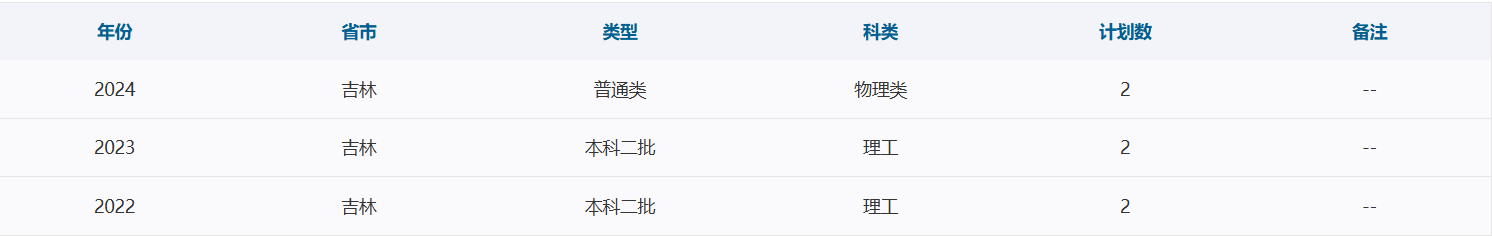 年份 省市 类型 科类 计划数 备注
2024 吉林 普通类 物理类 2 --
2023 吉林 本科二批 理工 2 --
2022 吉林 本科二批 理工 2 --